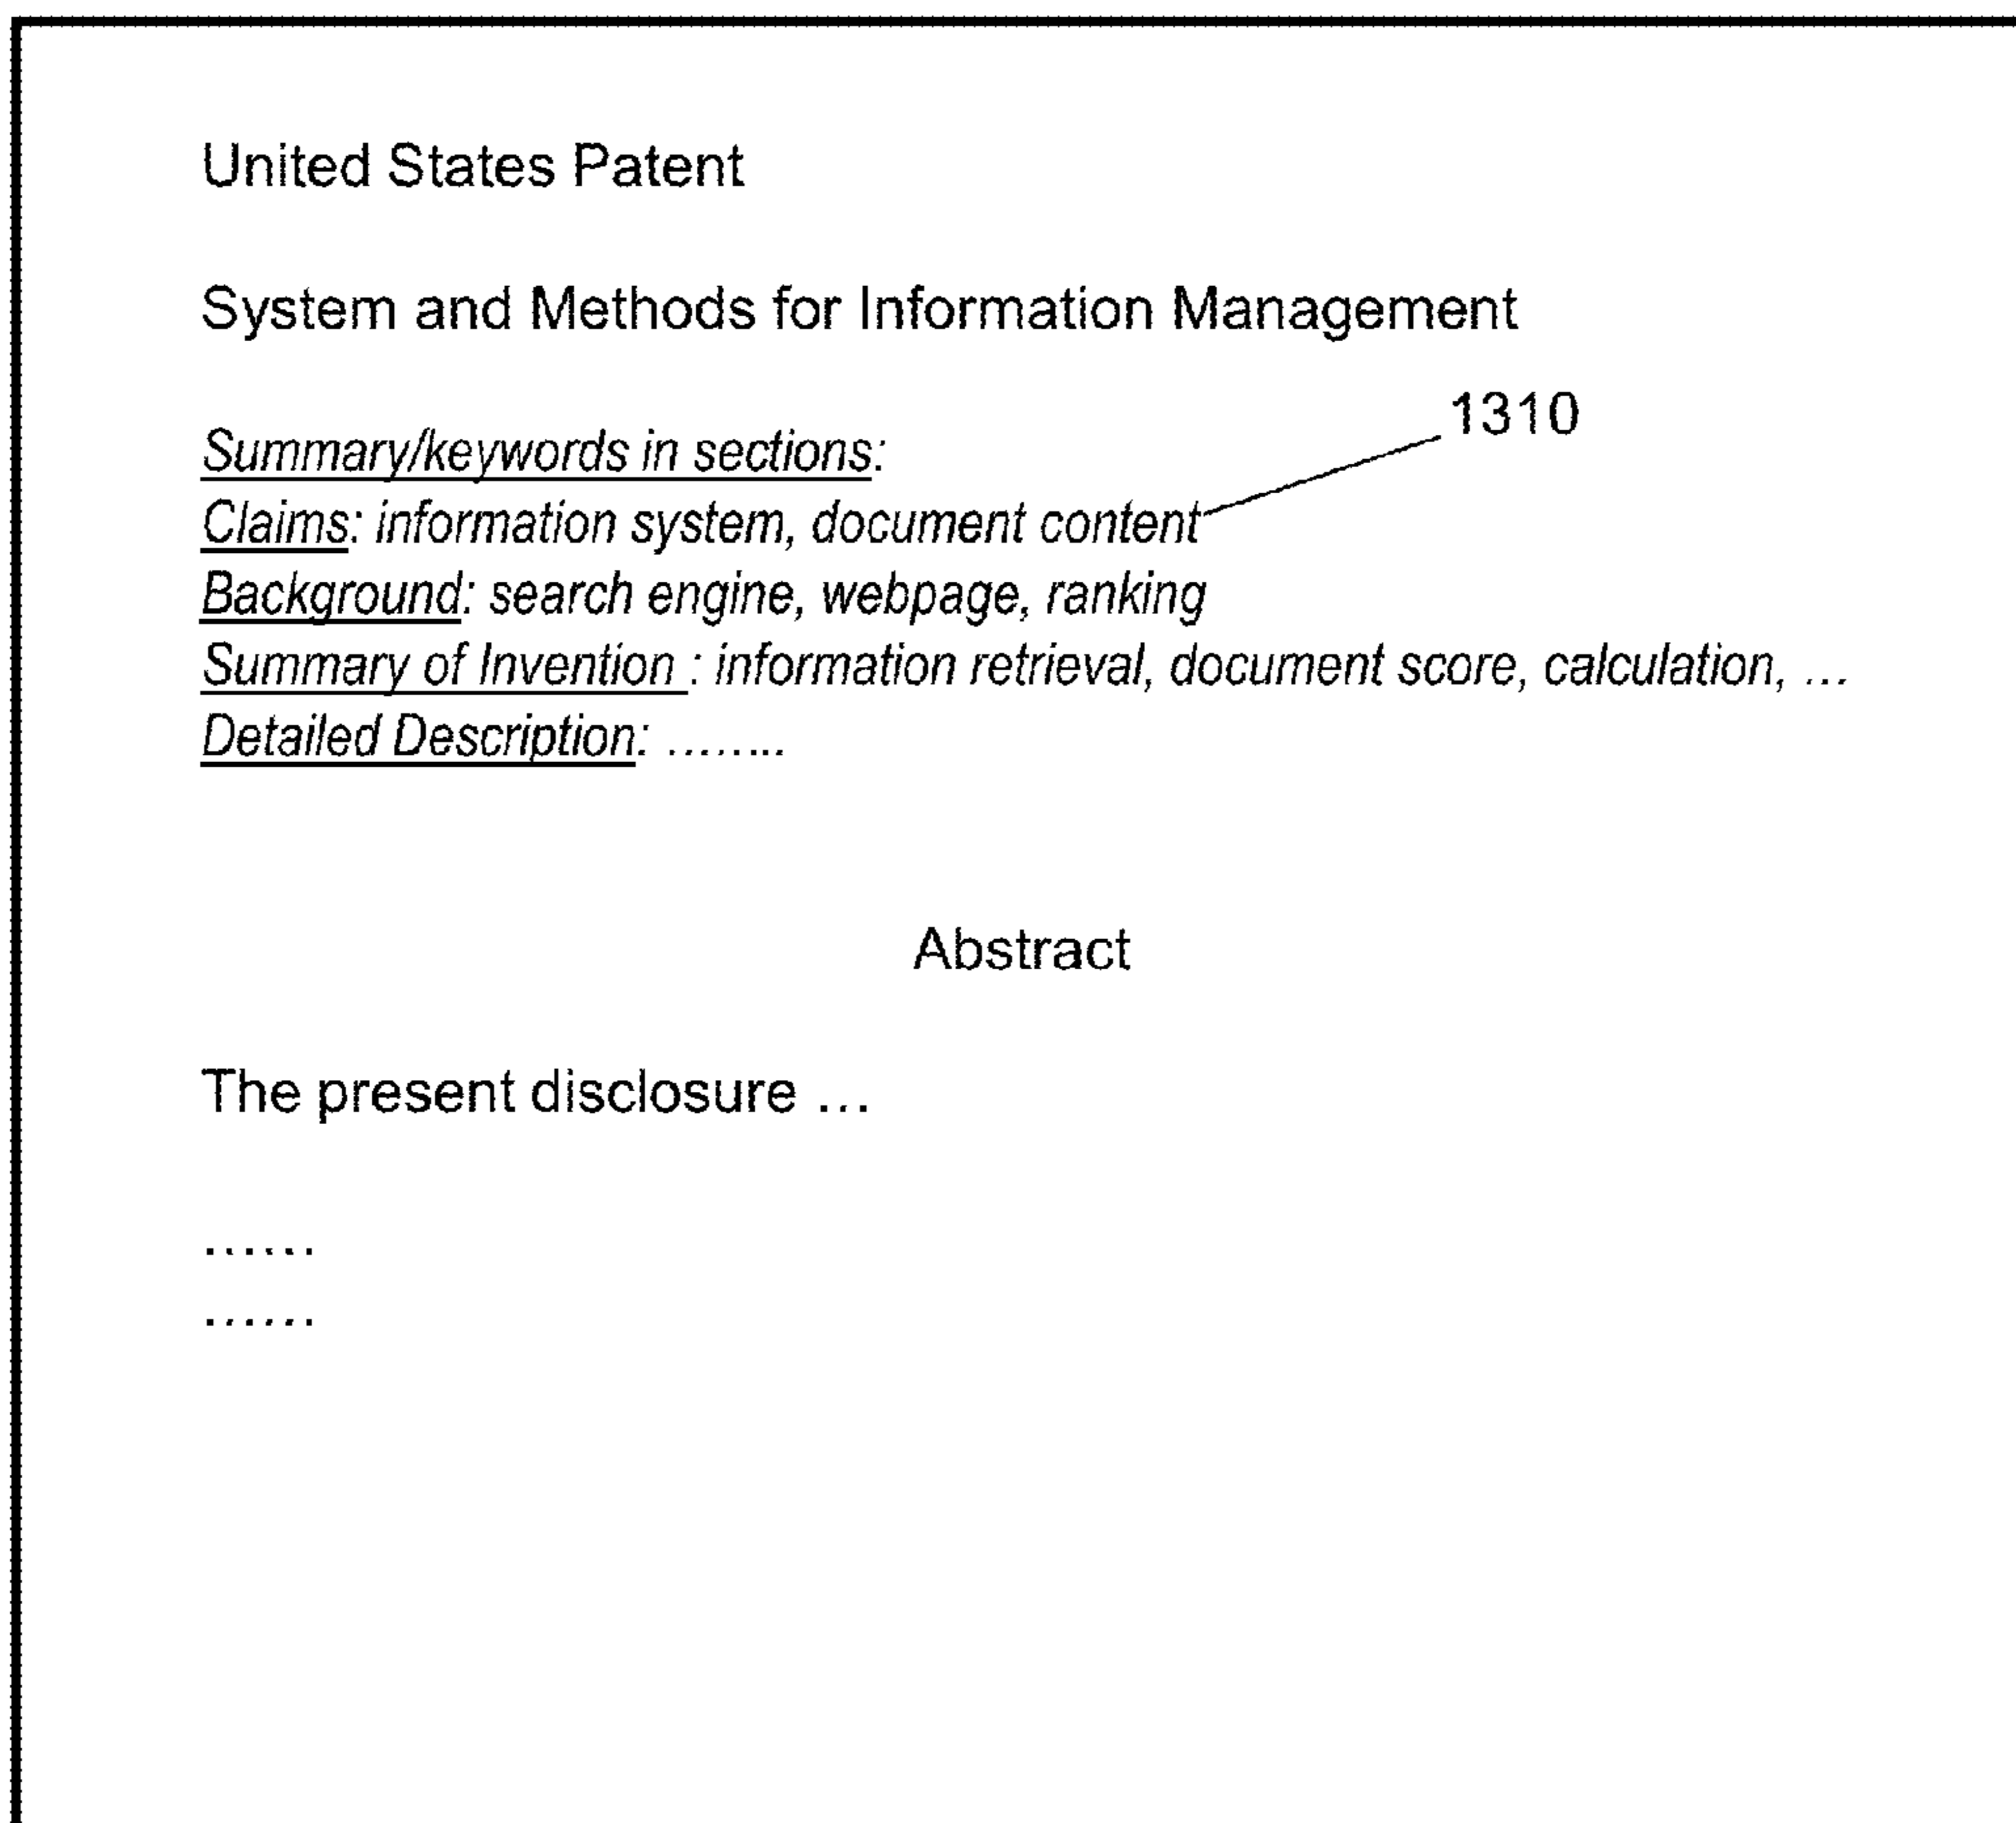 United States Patent
System and Methods for Information Management
1310
Summary/keywords in sections:
Claims: information system, document content
Background: search engine, webpage, ranking
Summary of Invention : information retrieval, document score, calculation, ...
Detailed Description: ........
Abstract
The present disclosure ...
......
......